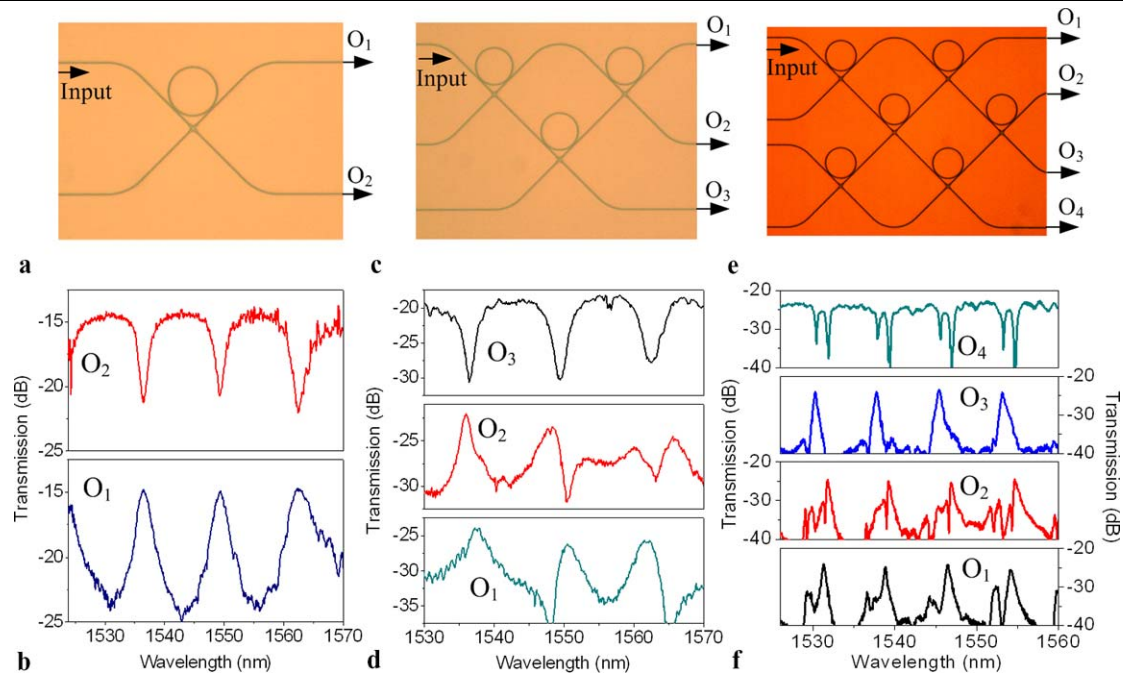 O1
Input
O2
a
O1
Input
O2
O3
c
O1
Input
O2
O3
O4
e
Transmission (dB)
-15
-20
-25
O2
-15
-20
-25
O1
1530 1540 1550 1560 1570
Wavelength (nm)
b
Transmission (dB)
-20
-25
-30
O3
-25
-30
O2
-25
-30
-35
O1
1530 1540 1550 1560 1570
Wavelength (nm)
d
Transmission (dB)
-20
-30
-40
O4
-20
-30
-40
O3
-20
-30
-40
O2
-20
-30
-40
O1
Transmission (dB)
1530 1540 1550 1560
Wavelength (nm)
f